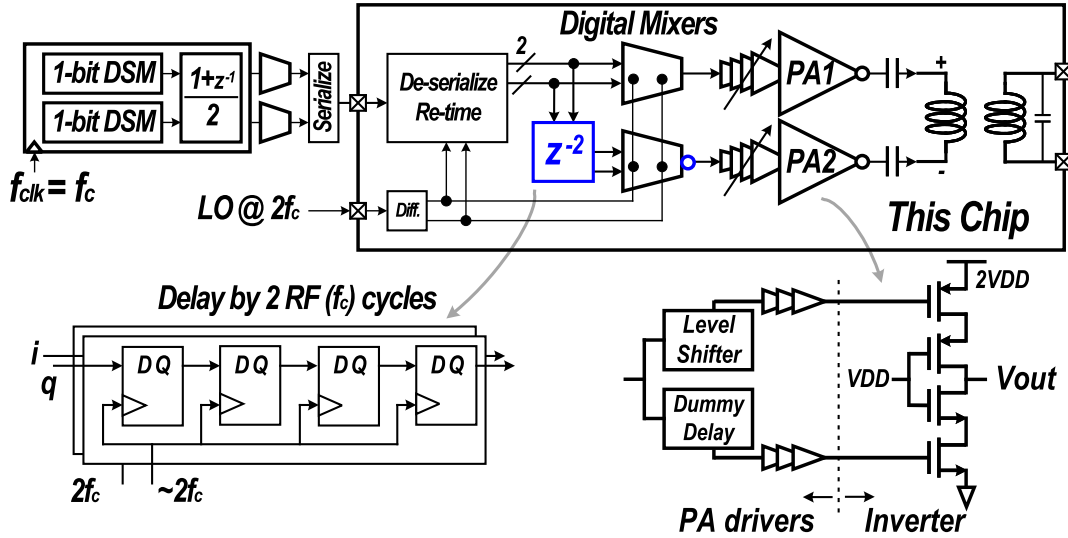 Digital Mixers
1-bit DSM
1-bit DSM
1+z-1
2
Serialize
De-serialize
Re-time
2
z-2
PA1
PA2
+
-
fclk = fc
LO @ 2fc
Diff.
This Chip
Delay by 2 RF (fc) cycles
i
q
D Q
D Q
D Q
D Q
2fc
~2fc
Level
Shifter
Dummy
Delay
2VDD
VDD
Vout
PA drivers
Inverter